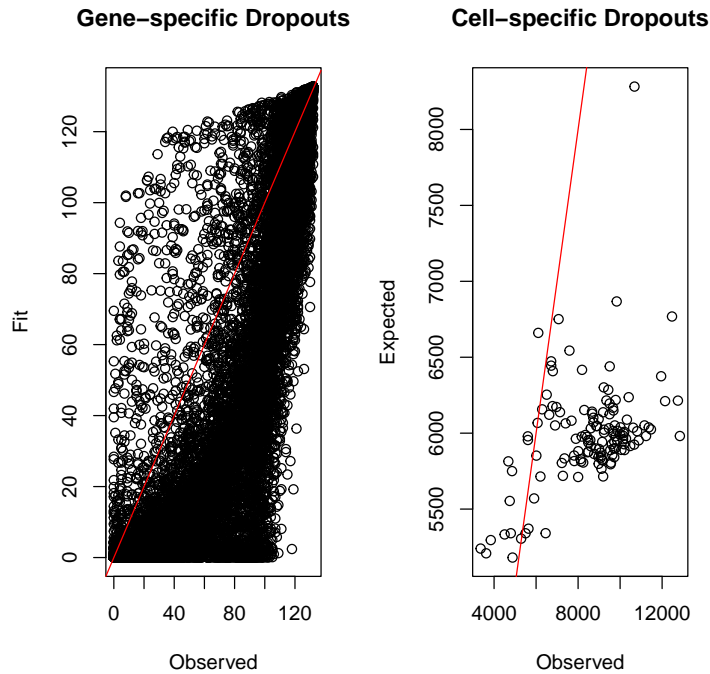 Gene−specific Dropouts
Cell−specific Dropouts
Fit
120
100
80
60
40
20
0
0 40 80 120
Observed
Expected
8000
7500
7000
6500
6000
5500
4000 8000 12000
Observed